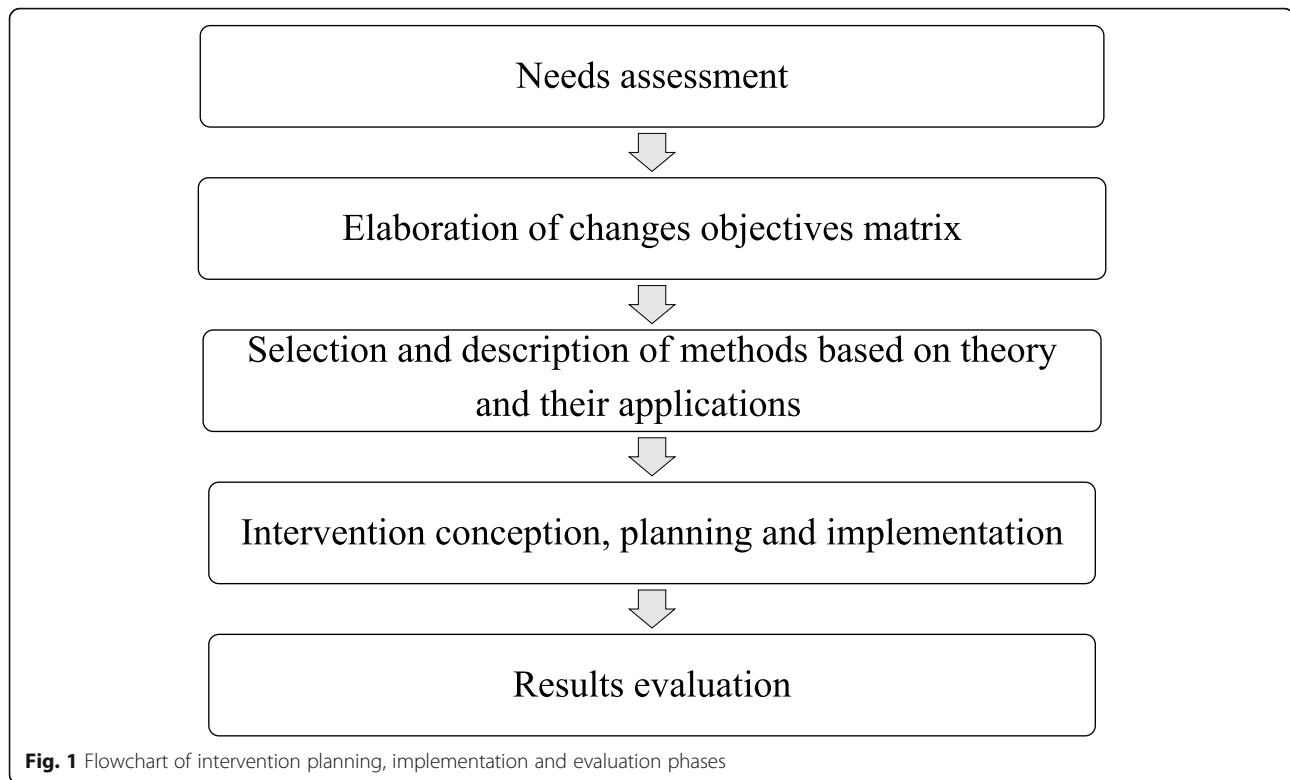 Needs assessment
Elaboration of changes objectives matrix
Selection and description of methods based on theory
and their applications
Intervention conception, planning and implementation
Results evaluation
Fig. 1 Flowchart of intervention planning, implementation and evaluation phases